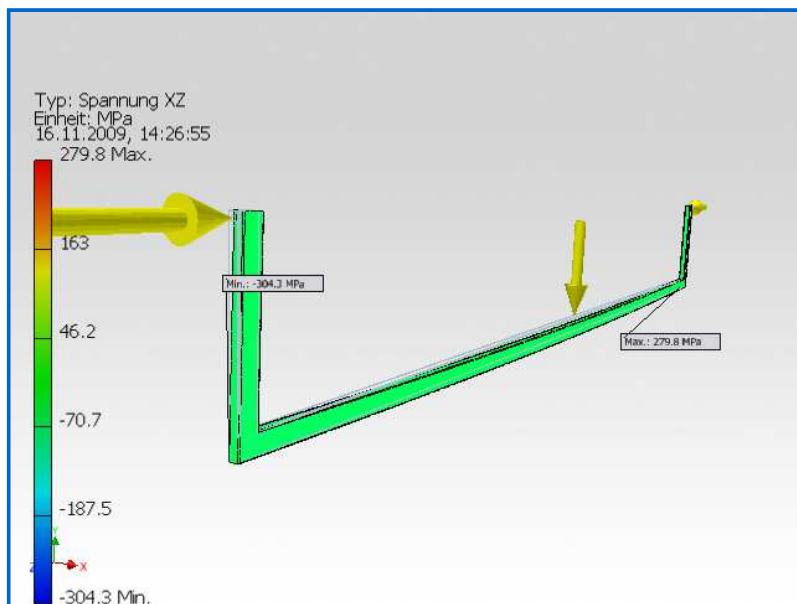 Typ: Spannung XZ
Einheit: MPa
16.11.2009, 14:26:55
279.8 Max.
163
46.2
-70.7
-187.5
-304.3 Min.
Min.: -304.3 MPa
Max.: 279.8 MPa
Y
Z
X